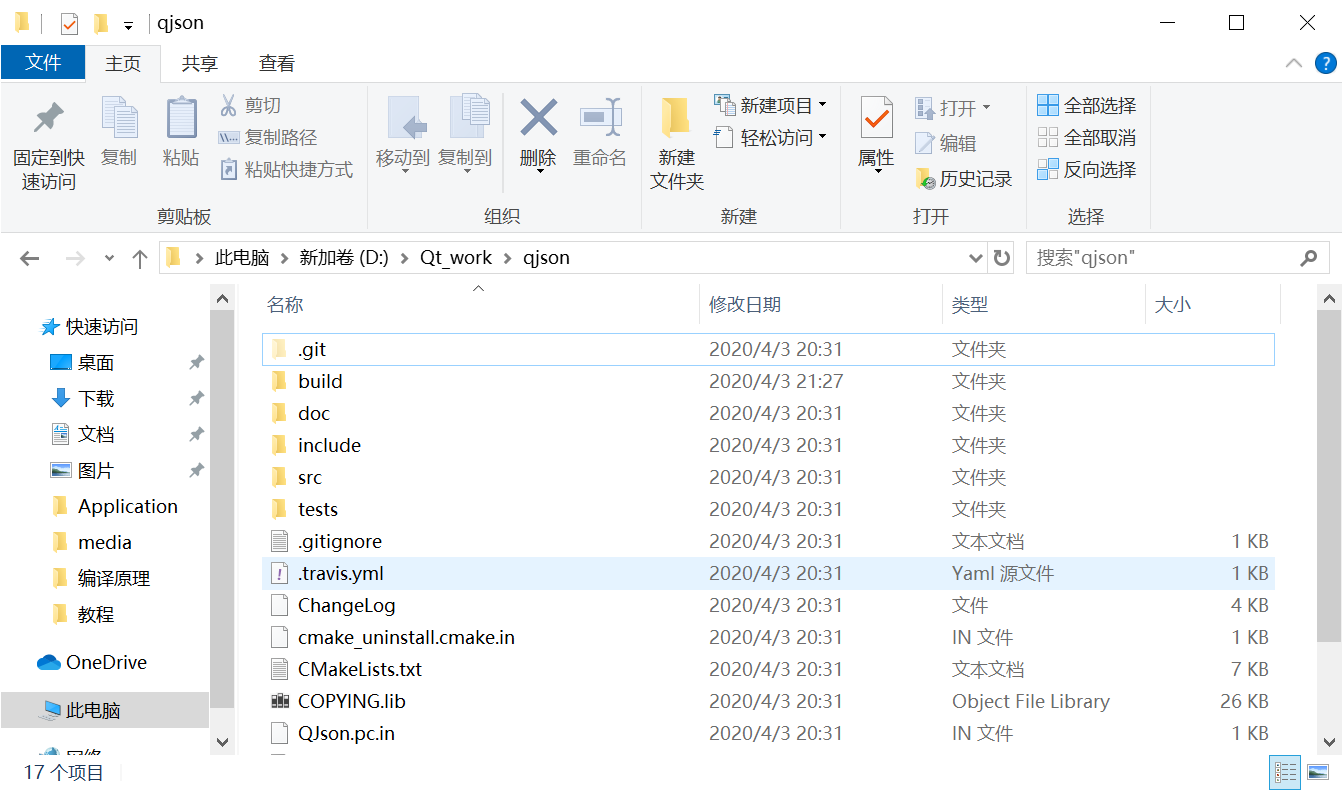 qjson
文件 主页 共享 查看
固定到快速访问
复制
粘贴
剪切
复制路径
粘贴快捷方式
剪贴板
移动到
复制到
删除
重命名
组织
新建文件夹
新建项目
轻松访问
新建
属性
打开
编辑
历史记录
打开
全部选择
全部取消
反向选择
选择
此电脑 新加卷 (D:) Qt_work qjson
搜索"qjson"
快速访问
桌面
下载
文档
图片
Application
media
编译原理
教程
OneDrive
此电脑
网络
名称 修改日期 类型 大小
.git 2020/4/3 20:31 文件夹
build 2020/4/3 21:27 文件夹
doc 2020/4/3 20:31 文件夹
include 2020/4/3 20:31 文件夹
src 2020/4/3 20:31 文件夹
tests 2020/4/3 20:31 文件夹
.gitignore 2020/4/3 20:31 文本文档 1 KB
.travis.yml 2020/4/3 20:31 Yaml 源文件 1 KB
ChangeLog 2020/4/3 20:31 文件 4 KB
cmake_uninstall.cmake.in 2020/4/3 20:31 IN 文件 1 KB
CMakeLists.txt 2020/4/3 20:31 文本文档 7 KB
COPYING.lib 2020/4/3 20:31 Object File Library 26 KB
QJson.pc.in 2020/4/3 20:31 IN 文件 1 KB
17 个项目